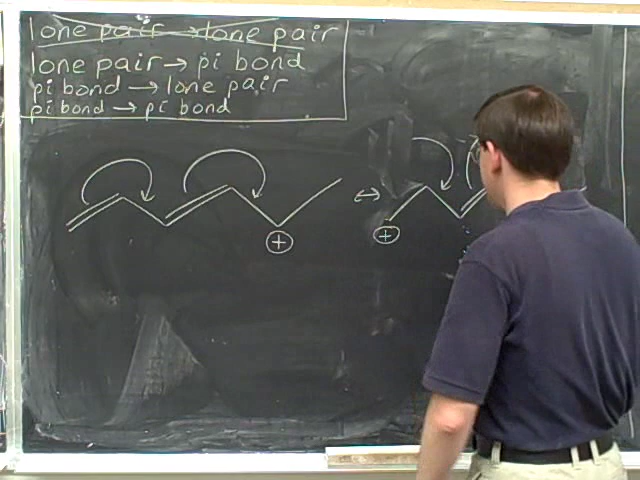 lone pair → lone pair
lone pair → pi bond
pi bond → lone pair
pi bond → pi bond
↔
+
+